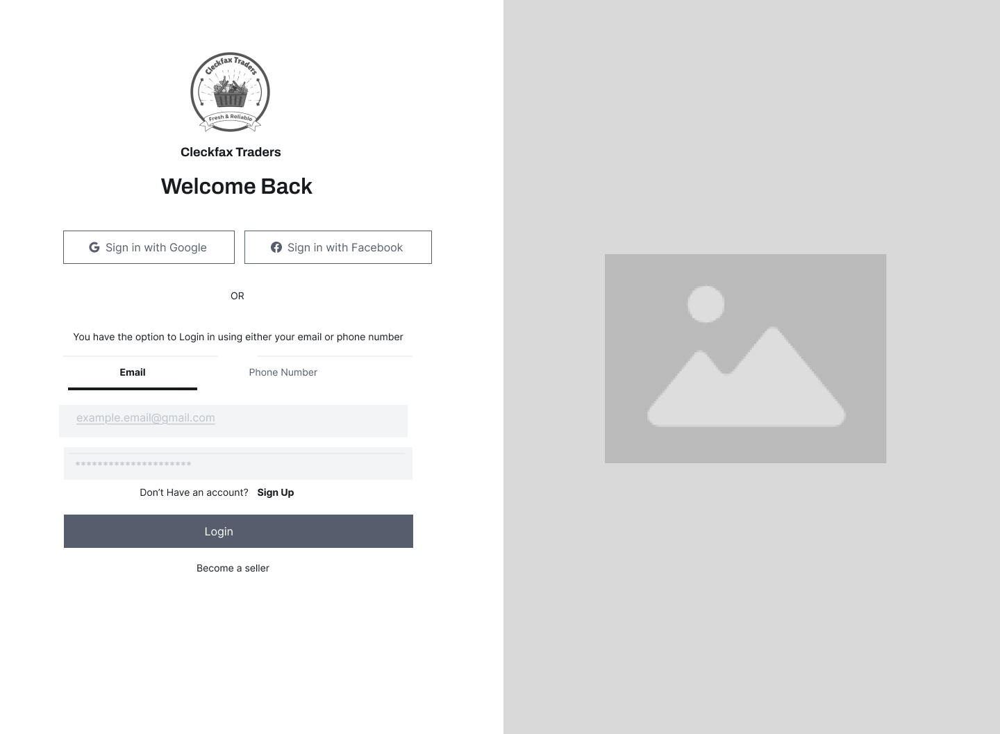 Cleckfax Traders
Fresh & Reliable
Cleckfax Traders
Welcome Back
Sign in with Google
Sign in with Facebook
OR
You have the option to Login in using either your email or phone number
Email
Phone Number
example.email@gmail.com
*********************
Don’t Have an account? Sign Up
Login
Become a seller